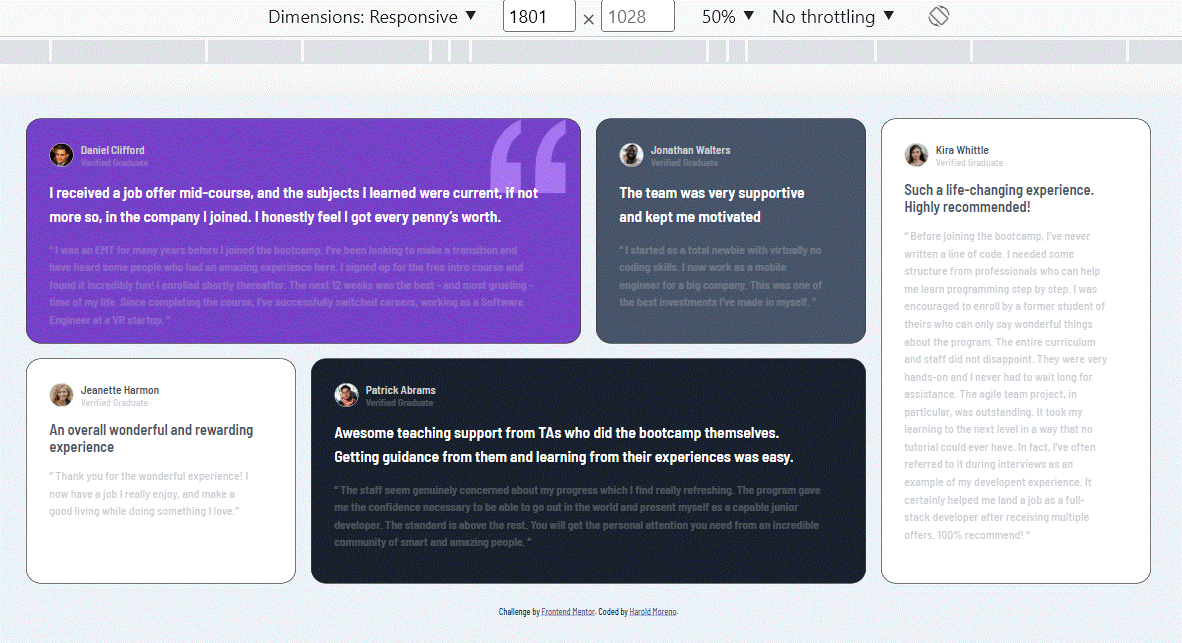 Dimensions: Responsive ▼ 1801 × 1028 50% ▼ No throttling ▼
Daniel Clifford
Verified Graduate
I received a job offer mid-course, and the subjects I learned were current, if not
more so, in the company I joined. I honestly feel I got every penny’s worth.
“ I was an EMT for many years before I joined the bootcamp. I’ve been looking to make a transition and
have heard some people who had an amazing experience here. I signed up for the free intro course and
found it incredibly fun! I enrolled shortly thereafter. The next 12 weeks was the best - and most grueling -
time of my life. Since completing the course, I’ve successfully switched careers, working as a Software
Engineer at a VR startup. ”
Jonathan Walters
Verified Graduate
The team was very supportive
and kept me motivated
“ I started as a total newbie with virtually no
coding skills. I now work as a mobile
engineer for a big company. This was one of
the best investments I’ve made in myself. ”
Kira Whittle
Verified Graduate
Such a life-changing experience.
Highly recommended!
“ Before joining the bootcamp, I’ve never
written a line of code. I needed some
structure from professionals who can help
me learn programming step by step. I was
encouraged to enroll by a former student of
theirs who can only say wonderful things
about the program. The entire curriculum
and staff did not disappoint. They were very
hands-on and I never had to wait long for
assistance. The agile team project, in
particular, was outstanding. It took my
learning to the next level in a way that no
tutorial could ever have. In fact, I’ve often
referred to it during interviews as an
example of my developent experience. It
certainly helped me land a job as a full-
stack developer after receiving multiple
offers. 100% recommend! ”
Jeanette Harmon
Verified Graduate
An overall wonderful and rewarding
experience
“ Thank you for the wonderful experience! I
now have a job I really enjoy, and make a
good living while doing something I love.”
Patrick Abrams
Verified Graduate
Awesome teaching support from TAs who did the bootcamp themselves.
Getting guidance from them and learning from their experiences was easy.
“ The staff seem genuinely concerned about my progress which I find really refreshing. The program gave
me the confidence necessary to be able to go out in the world and present myself as a capable junior
developer. The standard is above the rest. You will get the personal attention you need from an incredible
community of smart and amazing people. ”
Challenge by Frontend Mentor. Coded by Harold Moreno.